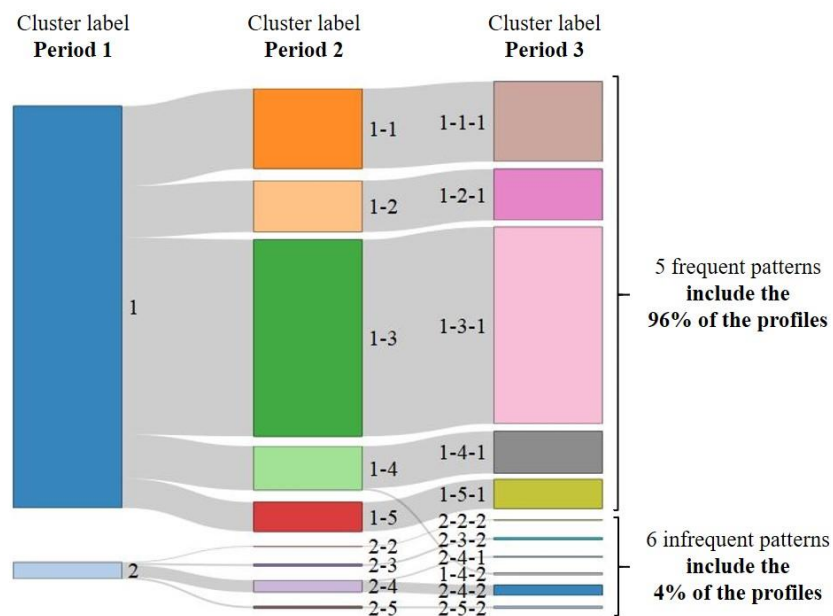 Cluster label
Period 1
Cluster label
Period 2
Cluster label
Period 3
1
2
1-1
1-2
1-3
1-4
1-5
2-2
2-3
2-4
2-5
1-1-1
1-2-1
1-3-1
1-4-1
1-5-1
2-2-2
2-3-2
2-4-1
1-4-2
2-4-2
2-5-2
5 frequent patterns
include the
96% of the profiles
6 infrequent patterns
include the
4% of the profiles